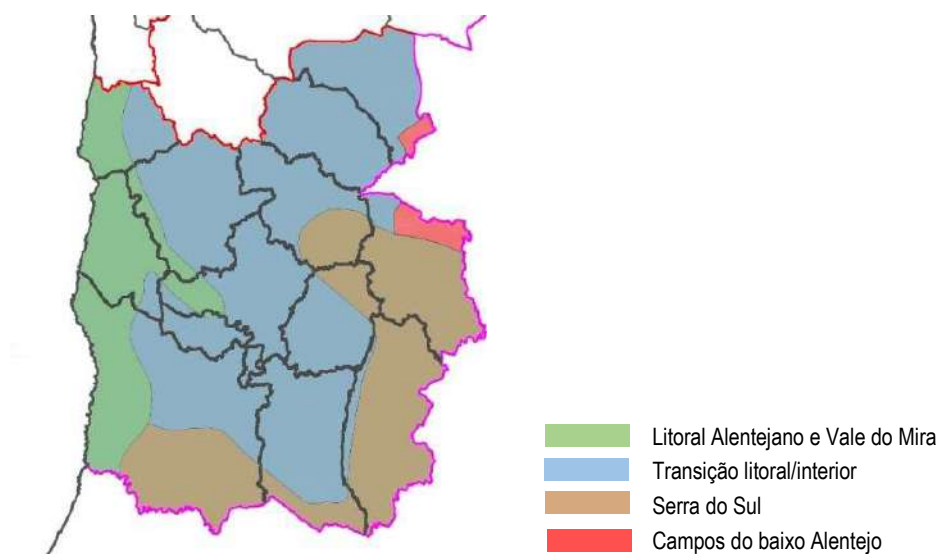 Litoral Alentejano e Vale do Mira
Transição litoral/interior
Serra do Sul
Campos do baixo Alentejo